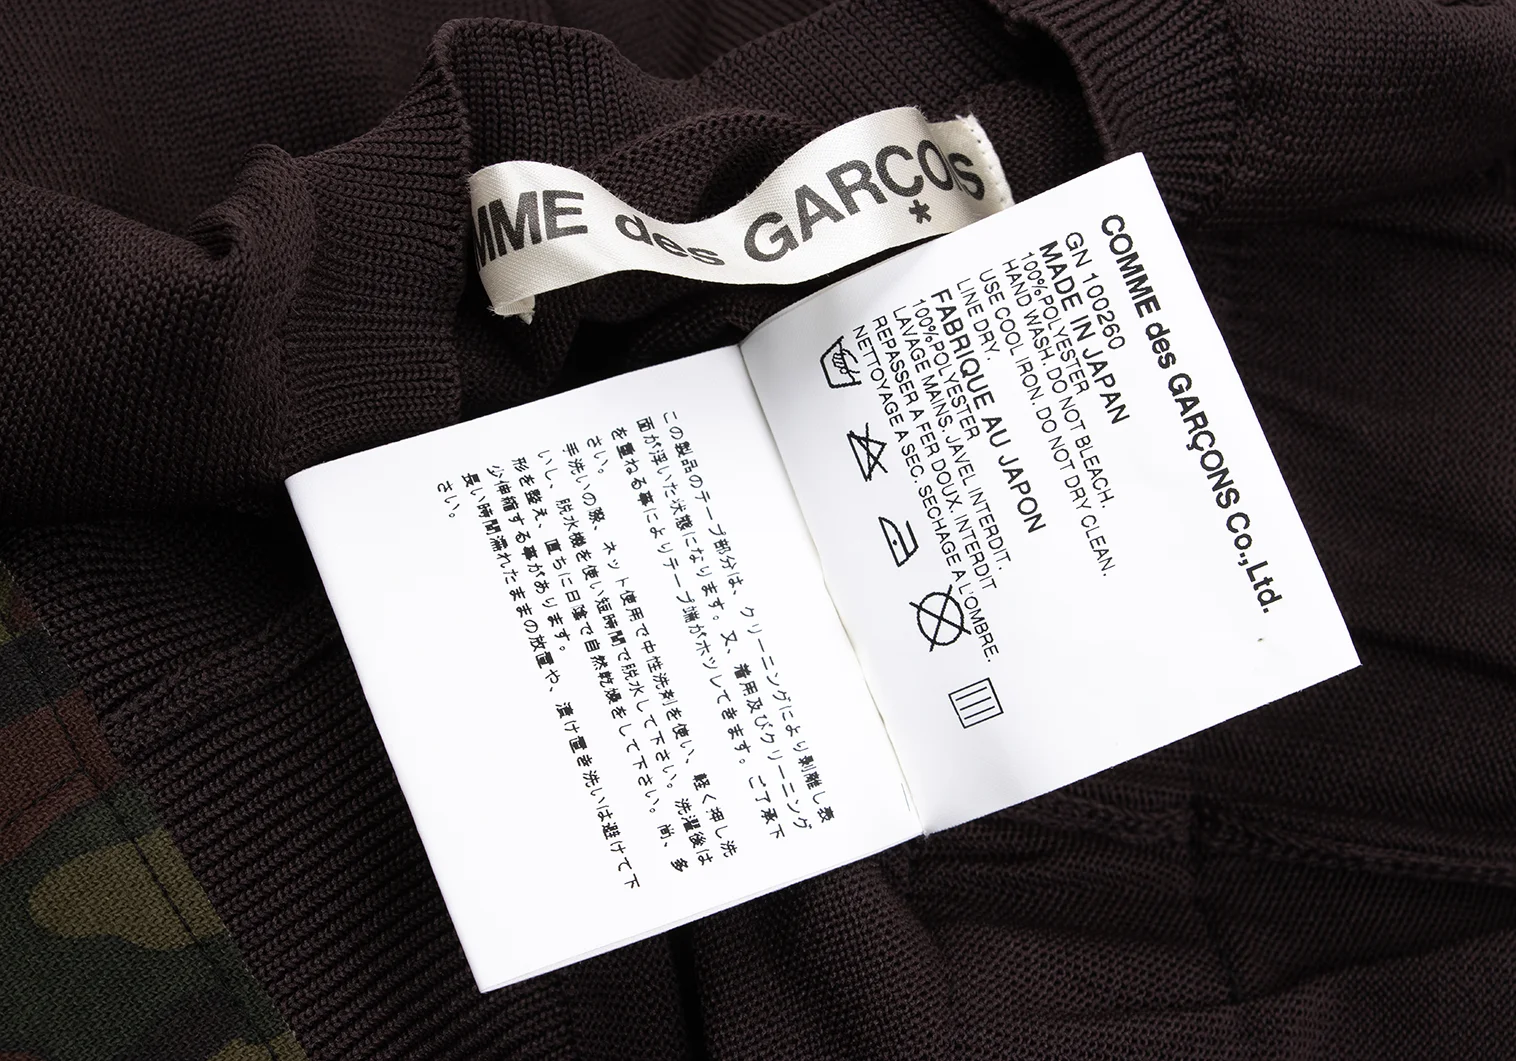 MME des GARÇONS
*
COMME des GARÇONS Co.,Ltd.
GN 100260
MADE IN JAPAN
100%POLYESTER
HAND WASH. DO NOT BLEACH.
USE COOL IRON. DO NOT DRY CLEAN.
LINE DRY.
FABRIQUE AU JAPON
100%POLYESTER
LAVAGE MAINS. JAVEL INTERDIT.
REPASSER A FER DOUX. INTERDIT
NETTOYAGE A SEC. SECHAGE A L'OMBRE.
この製品のテープ部分は、クリーニングにより剝離し表
面が浮いた状態になります。又、着用及びクリーニング
を重ねる事によりテープ端がホツレてきます。ご了承下
さい。
手洗いの際、ネット使用で中性洗剤を使い、軽く押し洗
いし、脱水機を使い短時間で脱水して下さい。洗濯後は
形を整え、直ちに日陰で自然乾燥をして下さい。尚、多
少伸縮する事があります。
長い時間濡れたままの放置や、漬け置き洗いは避けて下
さい。